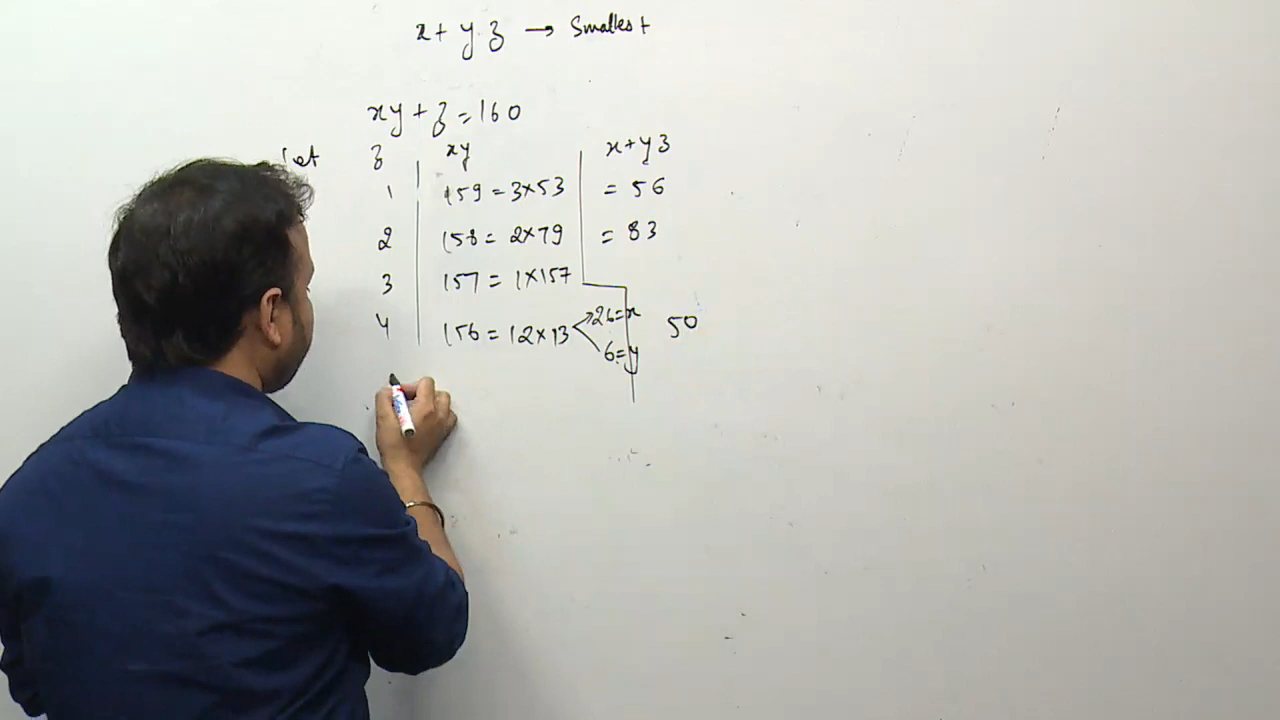 x + yz → Smallest
xy + z = 160
Let z xy x + yz
1 159 = 3×53 = 56
2 158 = 2×79 = 83
3 157 = 1×157
4 156 = 12×13 26=x 50
6=y